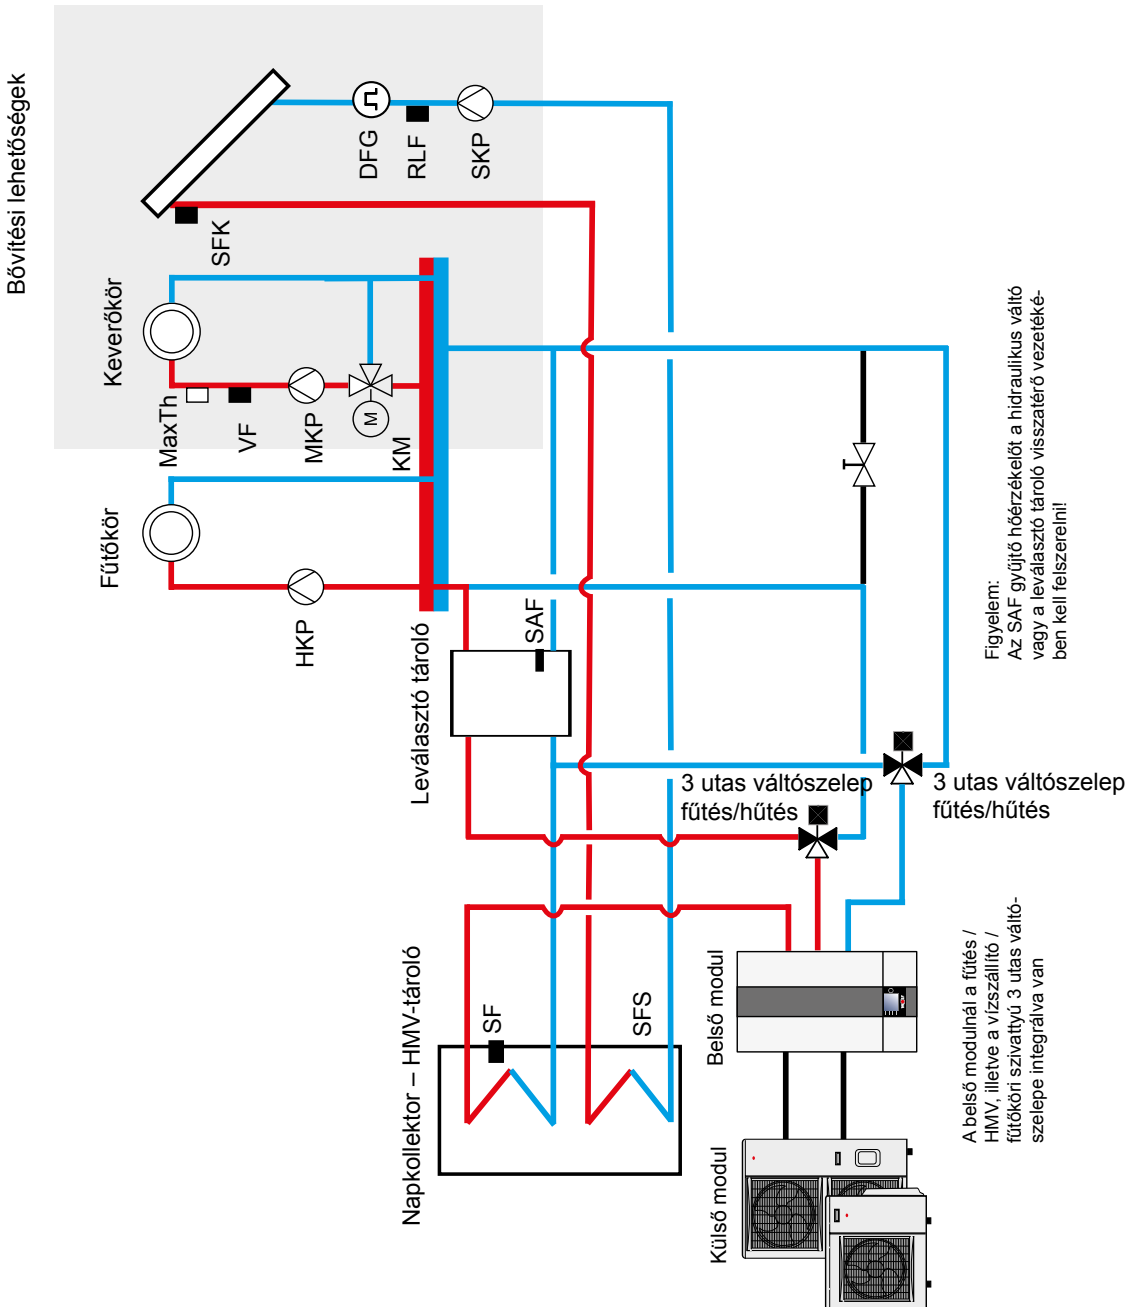 Bővítési lehetőségek
DFG
RLF
SKP
SFK
Keverőkör
MaxTh
VF
MKP
KM
M
Fűtőkör
HKP
Leválasztó tároló
SAF
3 utas váltószelep
fűtés/hűtés
3 utas váltószelep
fűtés/hűtés
Figyelem:
Az SAF gyűjtő hőérzékelőt a hidraulikus váltó
vagy a leválasztó tároló visszatérő vezetéké-
ben kell felszerelni!
Napkollektor – HMV-tároló
SF
SFS
Belső modul
Külső modul
A belső modulnál a fűtés /
HMV, illetve a vízszállító /
fűtőköri szivattyú 3 utas váltó-
szelepe integrálva van